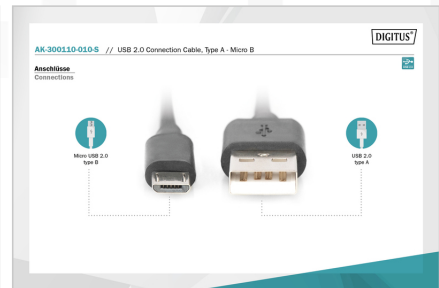 DIGITUS®
AK-300110-010-S // USB 2.0 Connection Cable, Type A - Micro B
Anschlüsse
Connections
Micro USB 2.0
type B
USB 2.0
type A